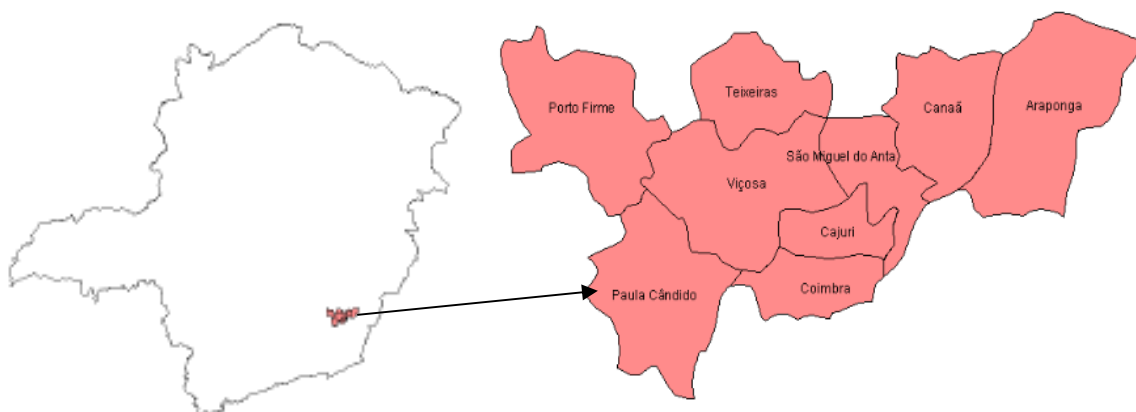 Porto Firme
Teixeiras
Canaã
Araponga
São Miguel do Anta
Viçosa
Cajuri
Paula Cândido
Coimbra